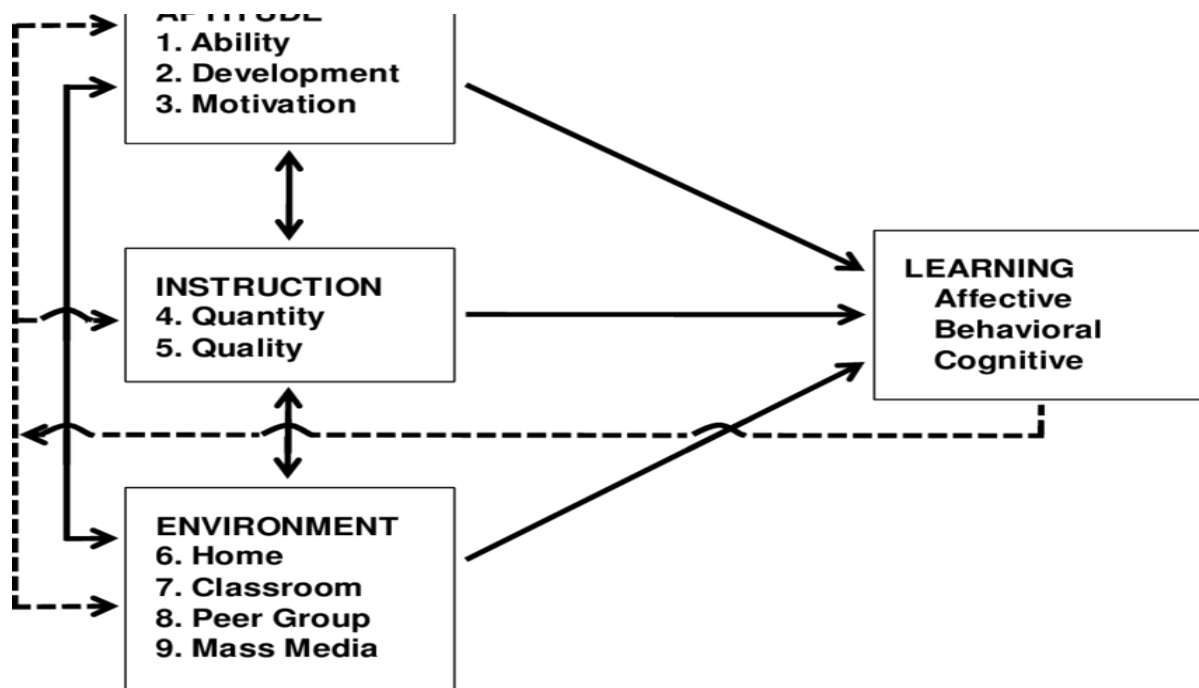 APTITUDE
1. Ability
2. Development
3. Motivation
INSTRUCTION
4. Quantity
5. Quality
ENVIRONMENT
6. Home
7. Classroom
8. Peer Group
9. Mass Media
LEARNING
Affective
Behavioral
Cognitive